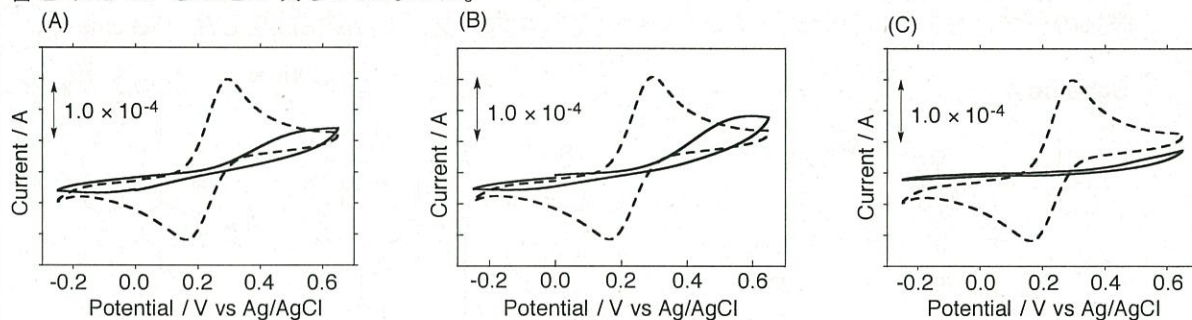 (A)
(B)
(C)
1.0 × 10⁻⁴
1.0 × 10⁻⁴
1.0 × 10⁻⁴
Current / A
Current / A
Current / A
-0.2 0.0 0.2 0.4 0.6
-0.2 0.0 0.2 0.4 0.6
-0.2 0.0 0.2 0.4 0.6
Potential / V vs Ag/AgCl
Potential / V vs Ag/AgCl
Potential / V vs Ag/AgCl